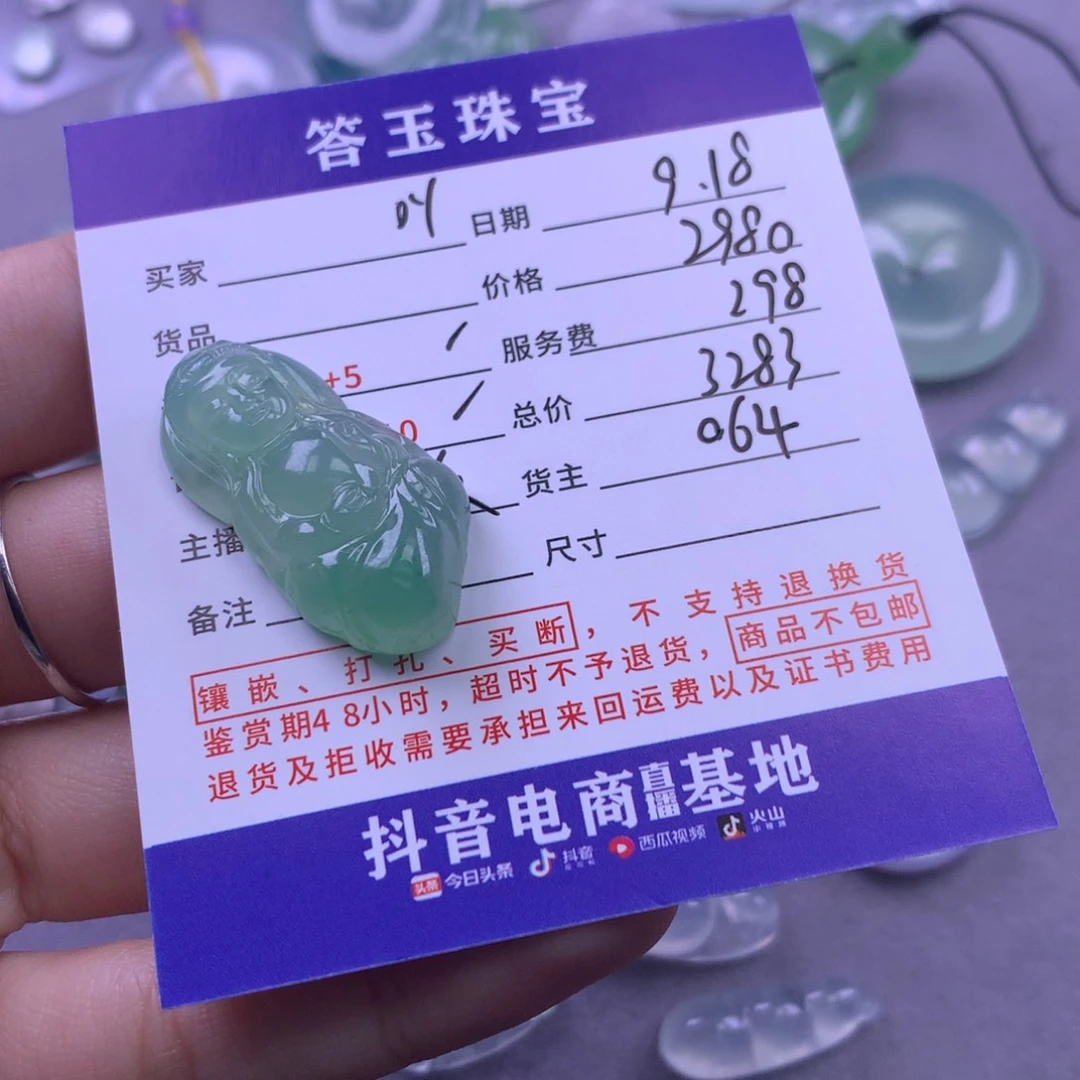 答玉珠宝
买家 日期 9.18
货品 价格 2980
+5 服务费 298
0 总价 3283
货主 064
主播 尺寸
备注
镶嵌、打孔、买断，不支持退换货
鉴赏期48小时，超时不予退货，商品不包邮
退货及拒收需要承担来回运费以及证书费用
抖音电商直播基地
头条 今日头条 抖音 西瓜视频 火山